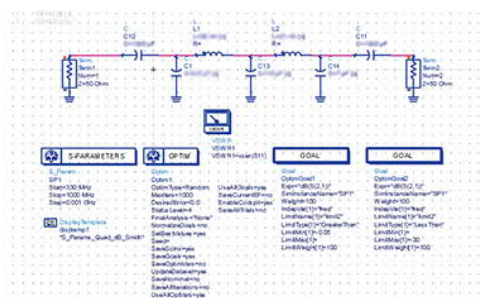 C
C10
L
L1
R=
L
L2
R=
C
C11
Term
Term1
Num=1
Z=50 Ohm
C
C1
C
C13
C
C14
Term
Term2
Num=2
Z=50 Ohm
VSWR
VSWR
VSWR1
VSWR1=vswr(S11)
S-PARAMETERS
S_Param
SP1
Start=330 MHz
Stop=1000 MHz
Step=0.001 GHz
DisplayTemplate
disptemp1
"S_Params_Quad_dB_Smith"
OPTIM
Optim
Optim1
OptimType=Random
MaxIters=1000
DesiredError=0.0
StatusLevel=4
FinalAnalysis="None"
NormalizeGoals=no
SetBestValues=yes
Seed=
SaveSolns=yes
SaveGoals=yes
SaveOptimVars=no
UpdateDataset=yes
SaveNominal=no
SaveAllIterations=no
UseAllOptVars=yes
UseAllGoals=yes
SaveCurrentEF=no
EnableCockpit=yes
SaveAllTrials=no
GOAL
Goal
OptimGoal1
Expr="dB(S(2,1))"
SimInstanceName="SP1"
Weight=100
IndepVar[1]="freq"
LimitName[1]="limit2"
LimitType[1]="GreaterThan"
LimitMin[1]=-0.05
LimitMax[1]=
LimitWeight[1]=100
GOAL
Goal
OptimGoal2
Expr="dB(S(2,1))"
SimInstanceName="SP1"
Weight=100
IndepVar[1]="freq"
LimitName[1]="limit2"
LimitType[1]="LessThan"
LimitMin[1]=
LimitMax[1]=-30
LimitWeight[1]=100